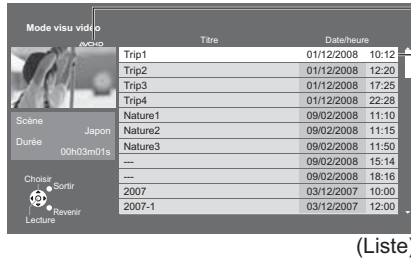 Mode visu vidéo
AVCHD
Titre Date/heure
Trip1 01/12/2008 10:12
Trip2 01/12/2008 12:20
Trip3 01/12/2008 17:25
Trip4 01/12/2008 22:28
Nature1 09/02/2008 11:10
Nature2 09/02/2008 11:15
Nature3 09/02/2008 11:50
--- 09/02/2008 15:14
--- 09/02/2008 18:16
2007 03/12/2007 10:00
2007-1 03/12/2007 12:00
Scène
Japon
Durée
00h03m01s
Choisir
Sortir
Revenir
Lecture
(Liste)